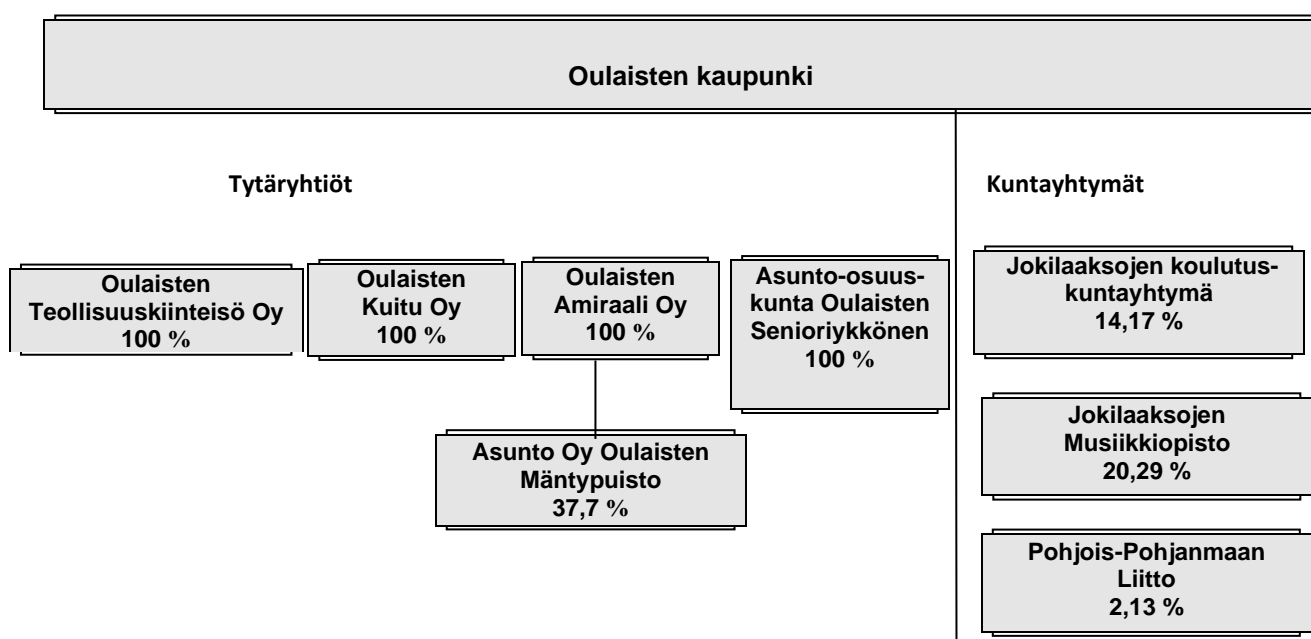 Oulaisten kaupunki
Tytäryhtiöt
Kuntayhtymät
Oulaisten
Teollisuuskiinteisö Oy
100 %
Oulaisten
Kuitu Oy
100 %
Oulaisten
Amiraali Oy
100 %
Asunto-osuus-
kunta Oulaisten
Senioriykkönen
100 %
Asunto Oy Oulaisten
Mäntypuisto
37,7 %
Jokilaaksojen koulutus-
kuntayhtymä
14,17 %
Jokilaaksojen
Musiikkiopisto
20,29 %
Pohjois-Pohjanmaan
Liitto
2,13 %